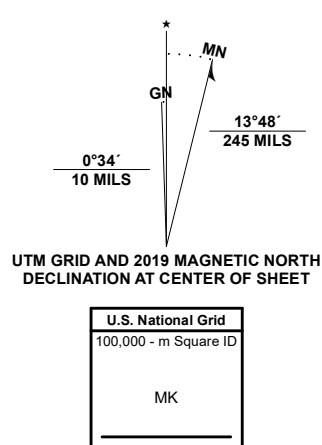 ★
MN
GN
13°48´
245 MILS
0°34´
10 MILS
UTM GRID AND 2019 MAGNETIC NORTH
DECLINATION AT CENTER OF SHEET
U.S. National Grid
100,000 - m Square ID
MK